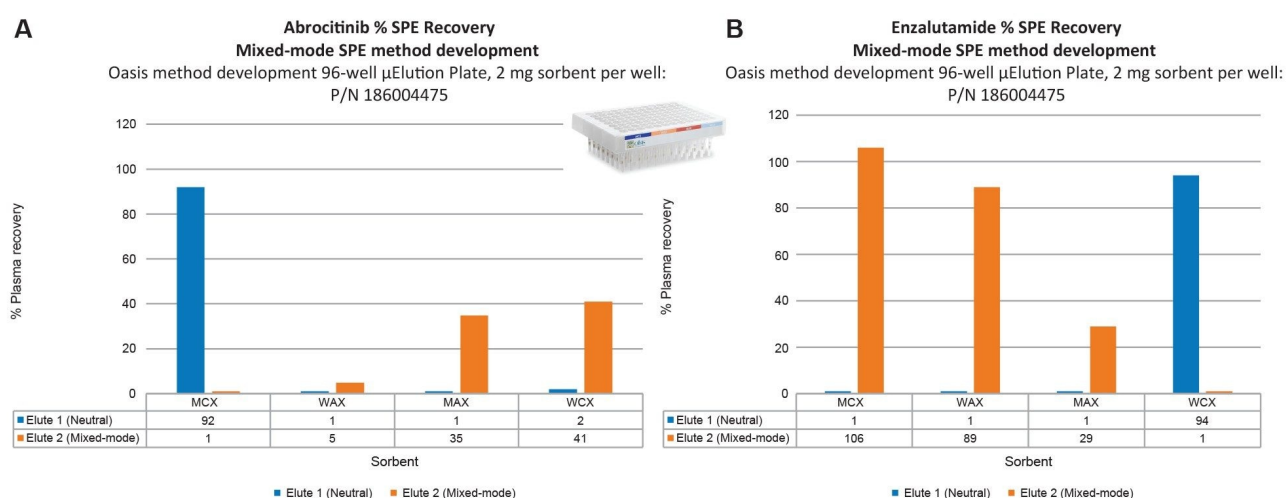 A
Abrocitinib % SPE Recovery
Mixed-mode SPE method development
Oasis method development 96-well µElution Plate, 2 mg sorbent per well:
P/N 186004475
120
100
80
60
40
20
0
% Plasma recovery
MCX WAX MAX WCX
Elute 1 (Neutral) 92 1 1 2
Elute 2 (Mixed-mode) 1 5 35 41
Sorbent
Elute 1 (Neutral) Elute 2 (Mixed-mode)
B
Enzalutamide % SPE Recovery
Mixed-mode SPE method development
Oasis method development 96-well µElution Plate, 2 mg sorbent per well:
P/N 186004475
120
100
80
60
40
20
0
% Plasma recovery
MCX WAX MAX WCX
Elute 1 (Neutral) 1 1 1 94
Elute 2 (Mixed-mode) 106 89 29 1
Sorbent
Elute 1 (Neutral) Elute 2 (Mixed-mode)